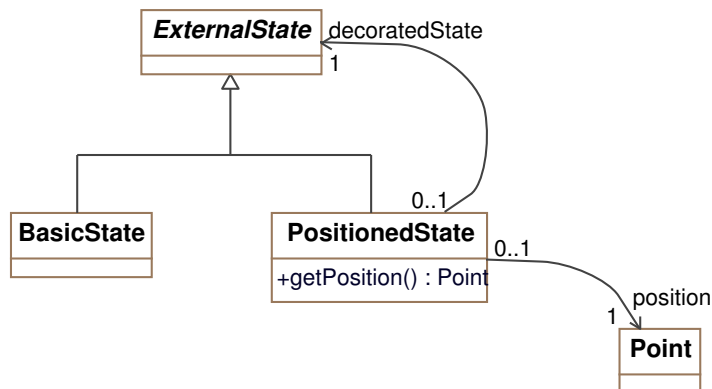 ExternalState
decoratedState
1
0..1
BasicState
PositionedState
+getPosition() : Point
0..1
position
1
Point